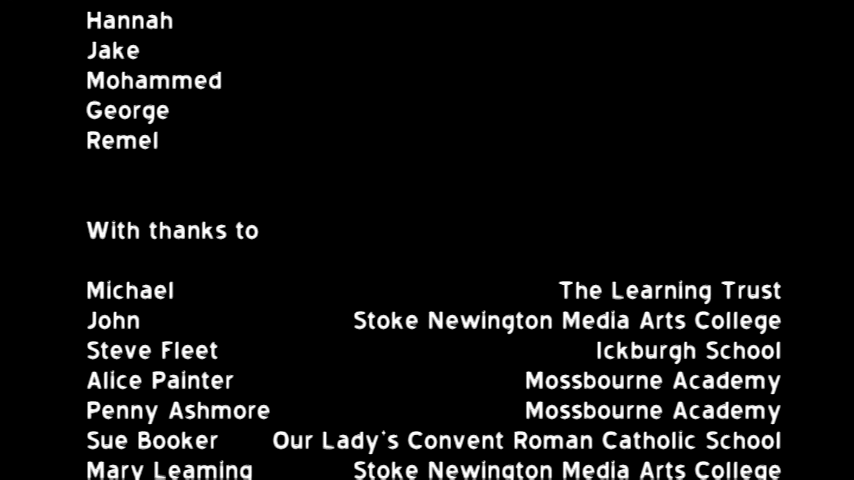 Hannah
Jake
Mohammed
George
Remel
With thanks to
Michael The Learning Trust
John Stoke Newington Media Arts College
Steve Fleet Ickburgh School
Alice Painter Mossbourne Academy
Penny Ashmore Mossbourne Academy
Sue Booker Our Lady's Convent Roman Catholic School
Mary Leaming Stoke Newington Media Arts College